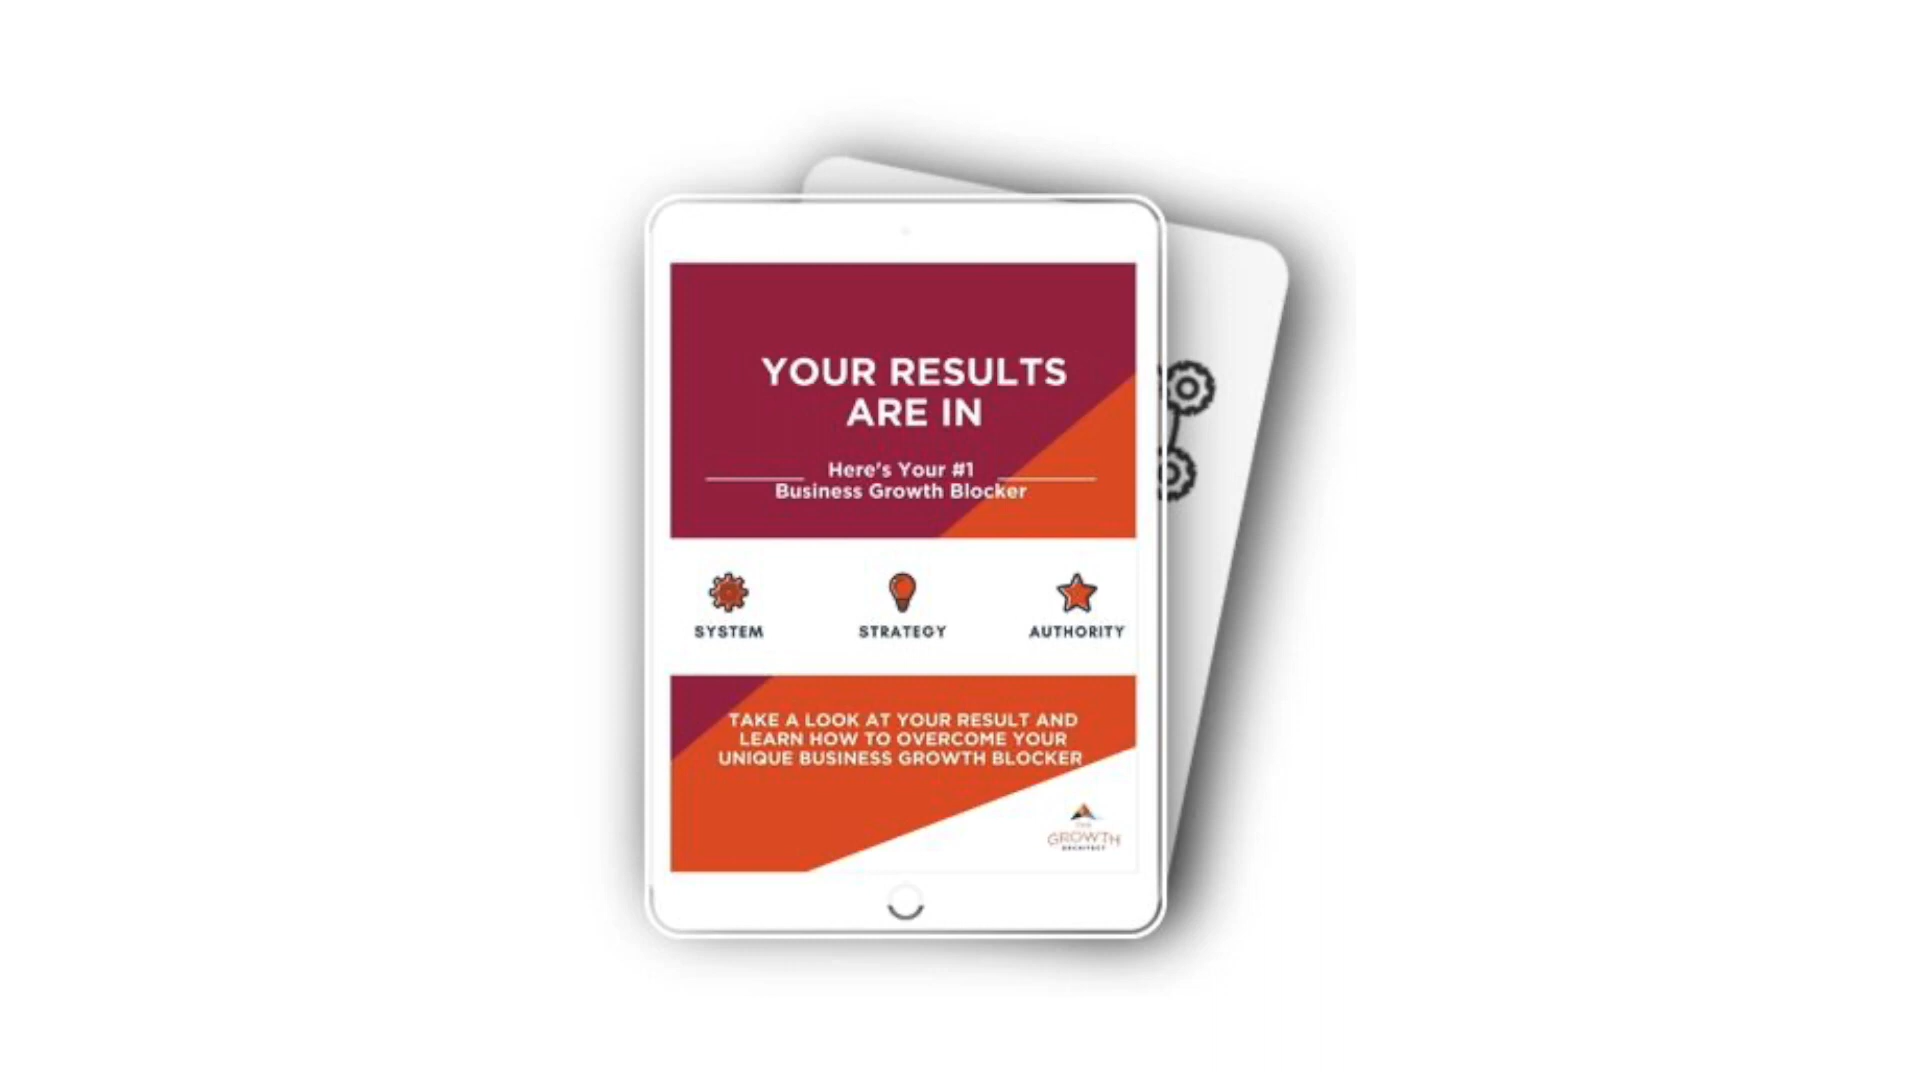 YOUR RESULTS
ARE IN
Here's Your #1
Business Growth Blocker
SYSTEM
STRATEGY
AUTHORITY
TAKE A LOOK AT YOUR RESULT AND
LEARN HOW TO OVERCOME YOUR
UNIQUE BUSINESS GROWTH BLOCKER
GROWTH
ARCHITECT